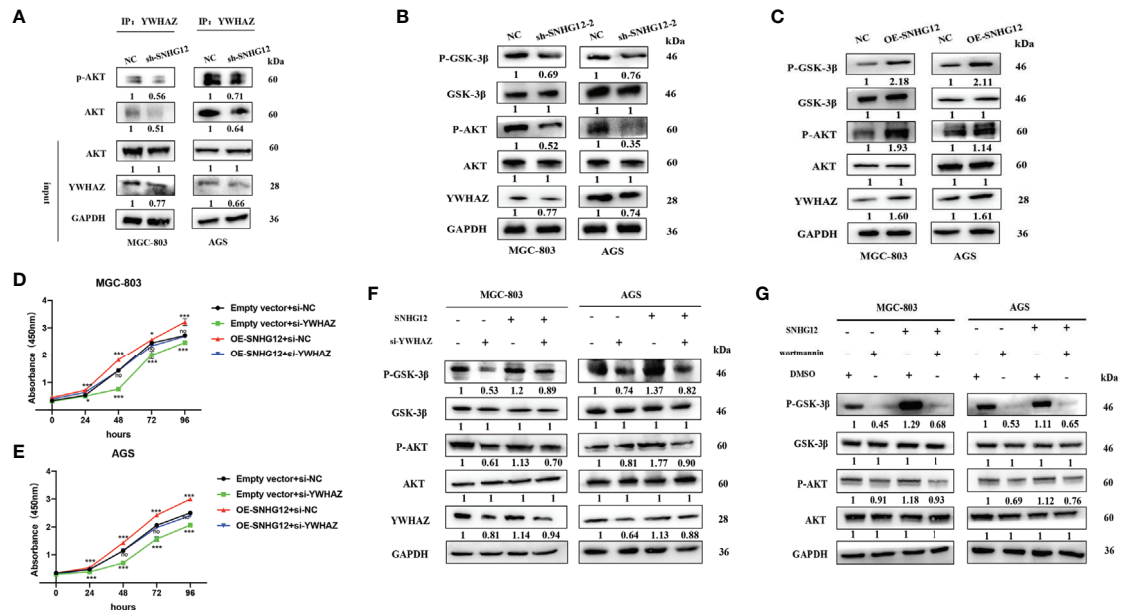 A
IP: YWHAZ IP: YWHAZ
NC sh-SNHG12 NC sh-SNHG12 kDa
p-AKT 60
1 0.56 1 0.71
AKT 60
1 0.51 1 0.64
input
AKT 60
1 1 1 1
YWHAZ 28
1 0.77 1 0.66
GAPDH 36
MGC-803 AGS
B
NC sh-SNHG12-2 NC sh-SNHG12-2 kDa
P-GSK-3β 46
1 0.69 1 0.76
GSK-3β 46
1 1 1 1
P-AKT 60
1 0.52 1 0.35
AKT 60
1 1 1 1
YWHAZ 28
1 0.77 1 0.74
GAPDH 36
MGC-803 AGS
C
NC OE-SNHG12 NC OE-SNHG12 kDa
P-GSK-3β 46
1 2.18 1 2.11
GSK-3β 46
1 1 1 1
P-AKT 60
1 1.93 1 1.14
AKT 60
1 1 1 1
YWHAZ 28
1 1.60 1 1.61
GAPDH 36
MGC-803 AGS
D
MGC-803
Absorbance (450nm)
4
3
2
1
0 24 48 72 96
hours
*** *** * ***
no no no
* *** *** ***
Empty vector+si-NC
Empty vector+si-YWHAZ
OE-SNHG12+si-NC
OE-SNHG12+si-YWHAZ
E
AGS
Absorbance (450nm)
4
3
2
1
0
0 24 48 72 96
hours
*** *** *** ***
no no no
*** *** *** ***
Empty vector+si-NC
Empty vector+si-YWHAZ
OE-SNHG12+si-NC
OE-SNHG12+si-YWHAZ
F
MGC-803 AGS
SNHG12 - - + + - - + +
si-YWHAZ - + - + - + - + kDa
P-GSK-3β 46
1 0.53 1.2 0.89 1 0.74 1.37 0.82
GSK-3β 46
1 1 1 1 1 1 1 1
P-AKT 60
1 0.61 1.13 0.70 1 0.81 1.77 0.90
AKT 60
1 1 1 1 1 1 1 1
YWHAZ 28
1 0.81 1.14 0.94 1 0.64 1.13 0.88
GAPDH 36
G
MGC-803 AGS
SNHG12 - - + + - - + +
wartmannin - + - + - + - +
DMSO + - + - + - + - kDa
P-GSK-3β 46
1 0.45 1.29 0.68 1 0.53 1.11 0.65
GSK-3β 46
1 1 1 1 1 1 1 1
P-AKT 60
1 0.91 1.18 0.93 1 0.69 1.12 0.76
AKT 60
1 1 1 1 1 1 1 1
GAPDH 36